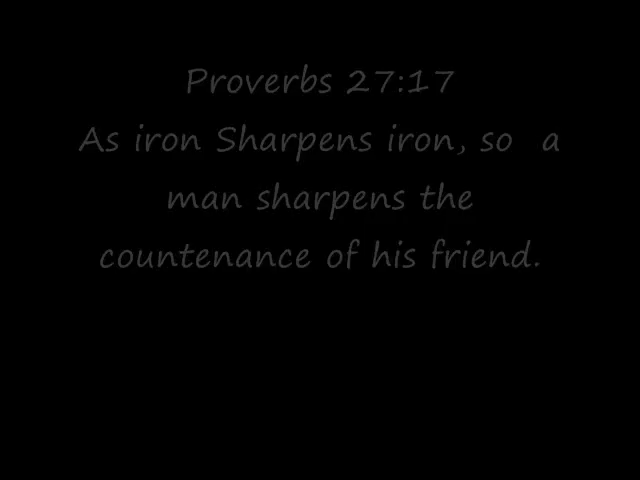 Proverbs 27:17
As iron Sharpens iron, so a
man sharpens the
countenance of his friend.